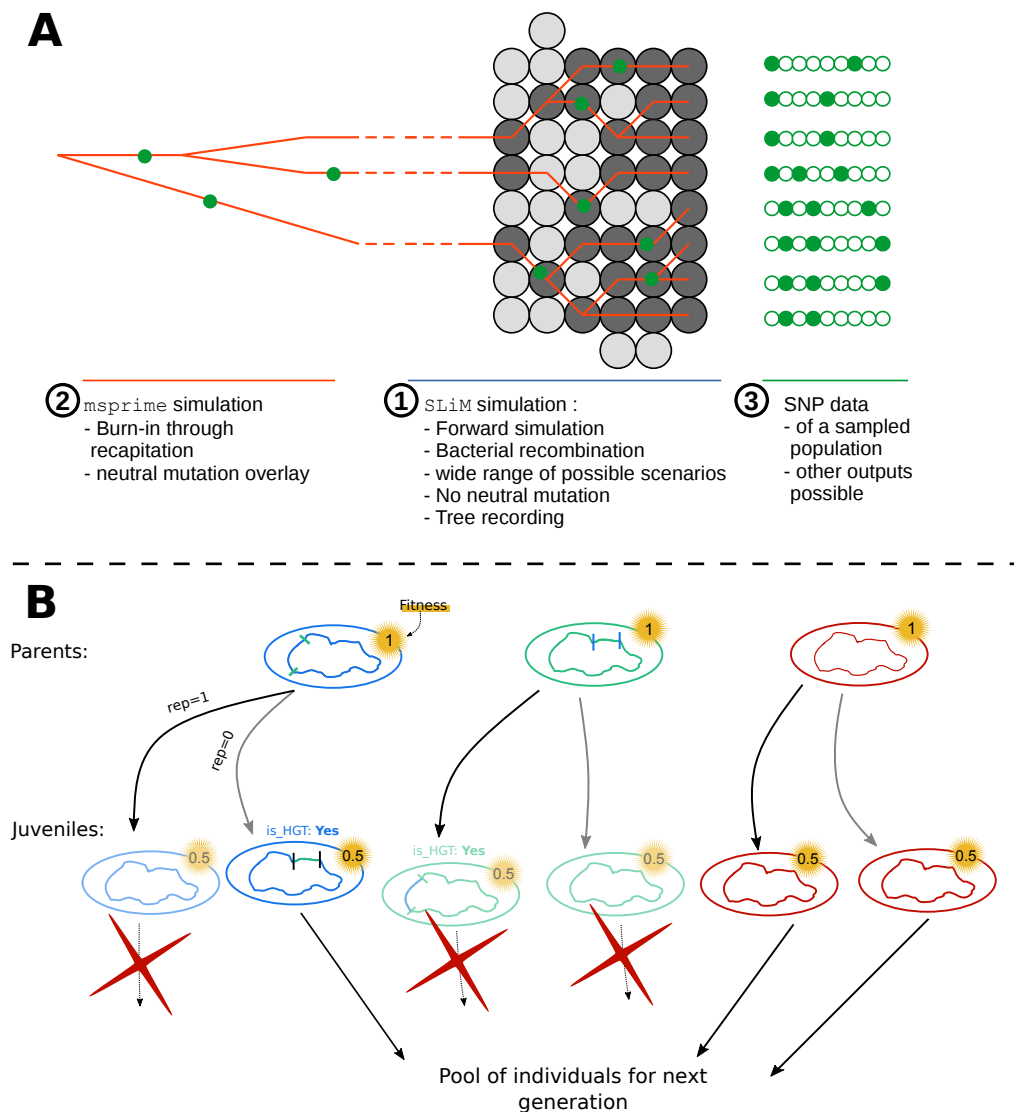 A
2
msprime simulation
- Burn-in through
recapitation
- neutral mutation overlay
1
SLiM simulation :
- Forward simulation
- Bacterial recombination
- wide range of possible scenarios
- No neutral mutation
- Tree recording
3
SNP data
- of a sampled
population
- other outputs
possible
B
Fitness
Parents:
1
1
1
rep=1
rep=0
Juveniles:
is_HGT: Yes
is_HGT: Yes
0.5
0.5
0.5
0.5
0.5
0.5
Pool of individuals for next
generation